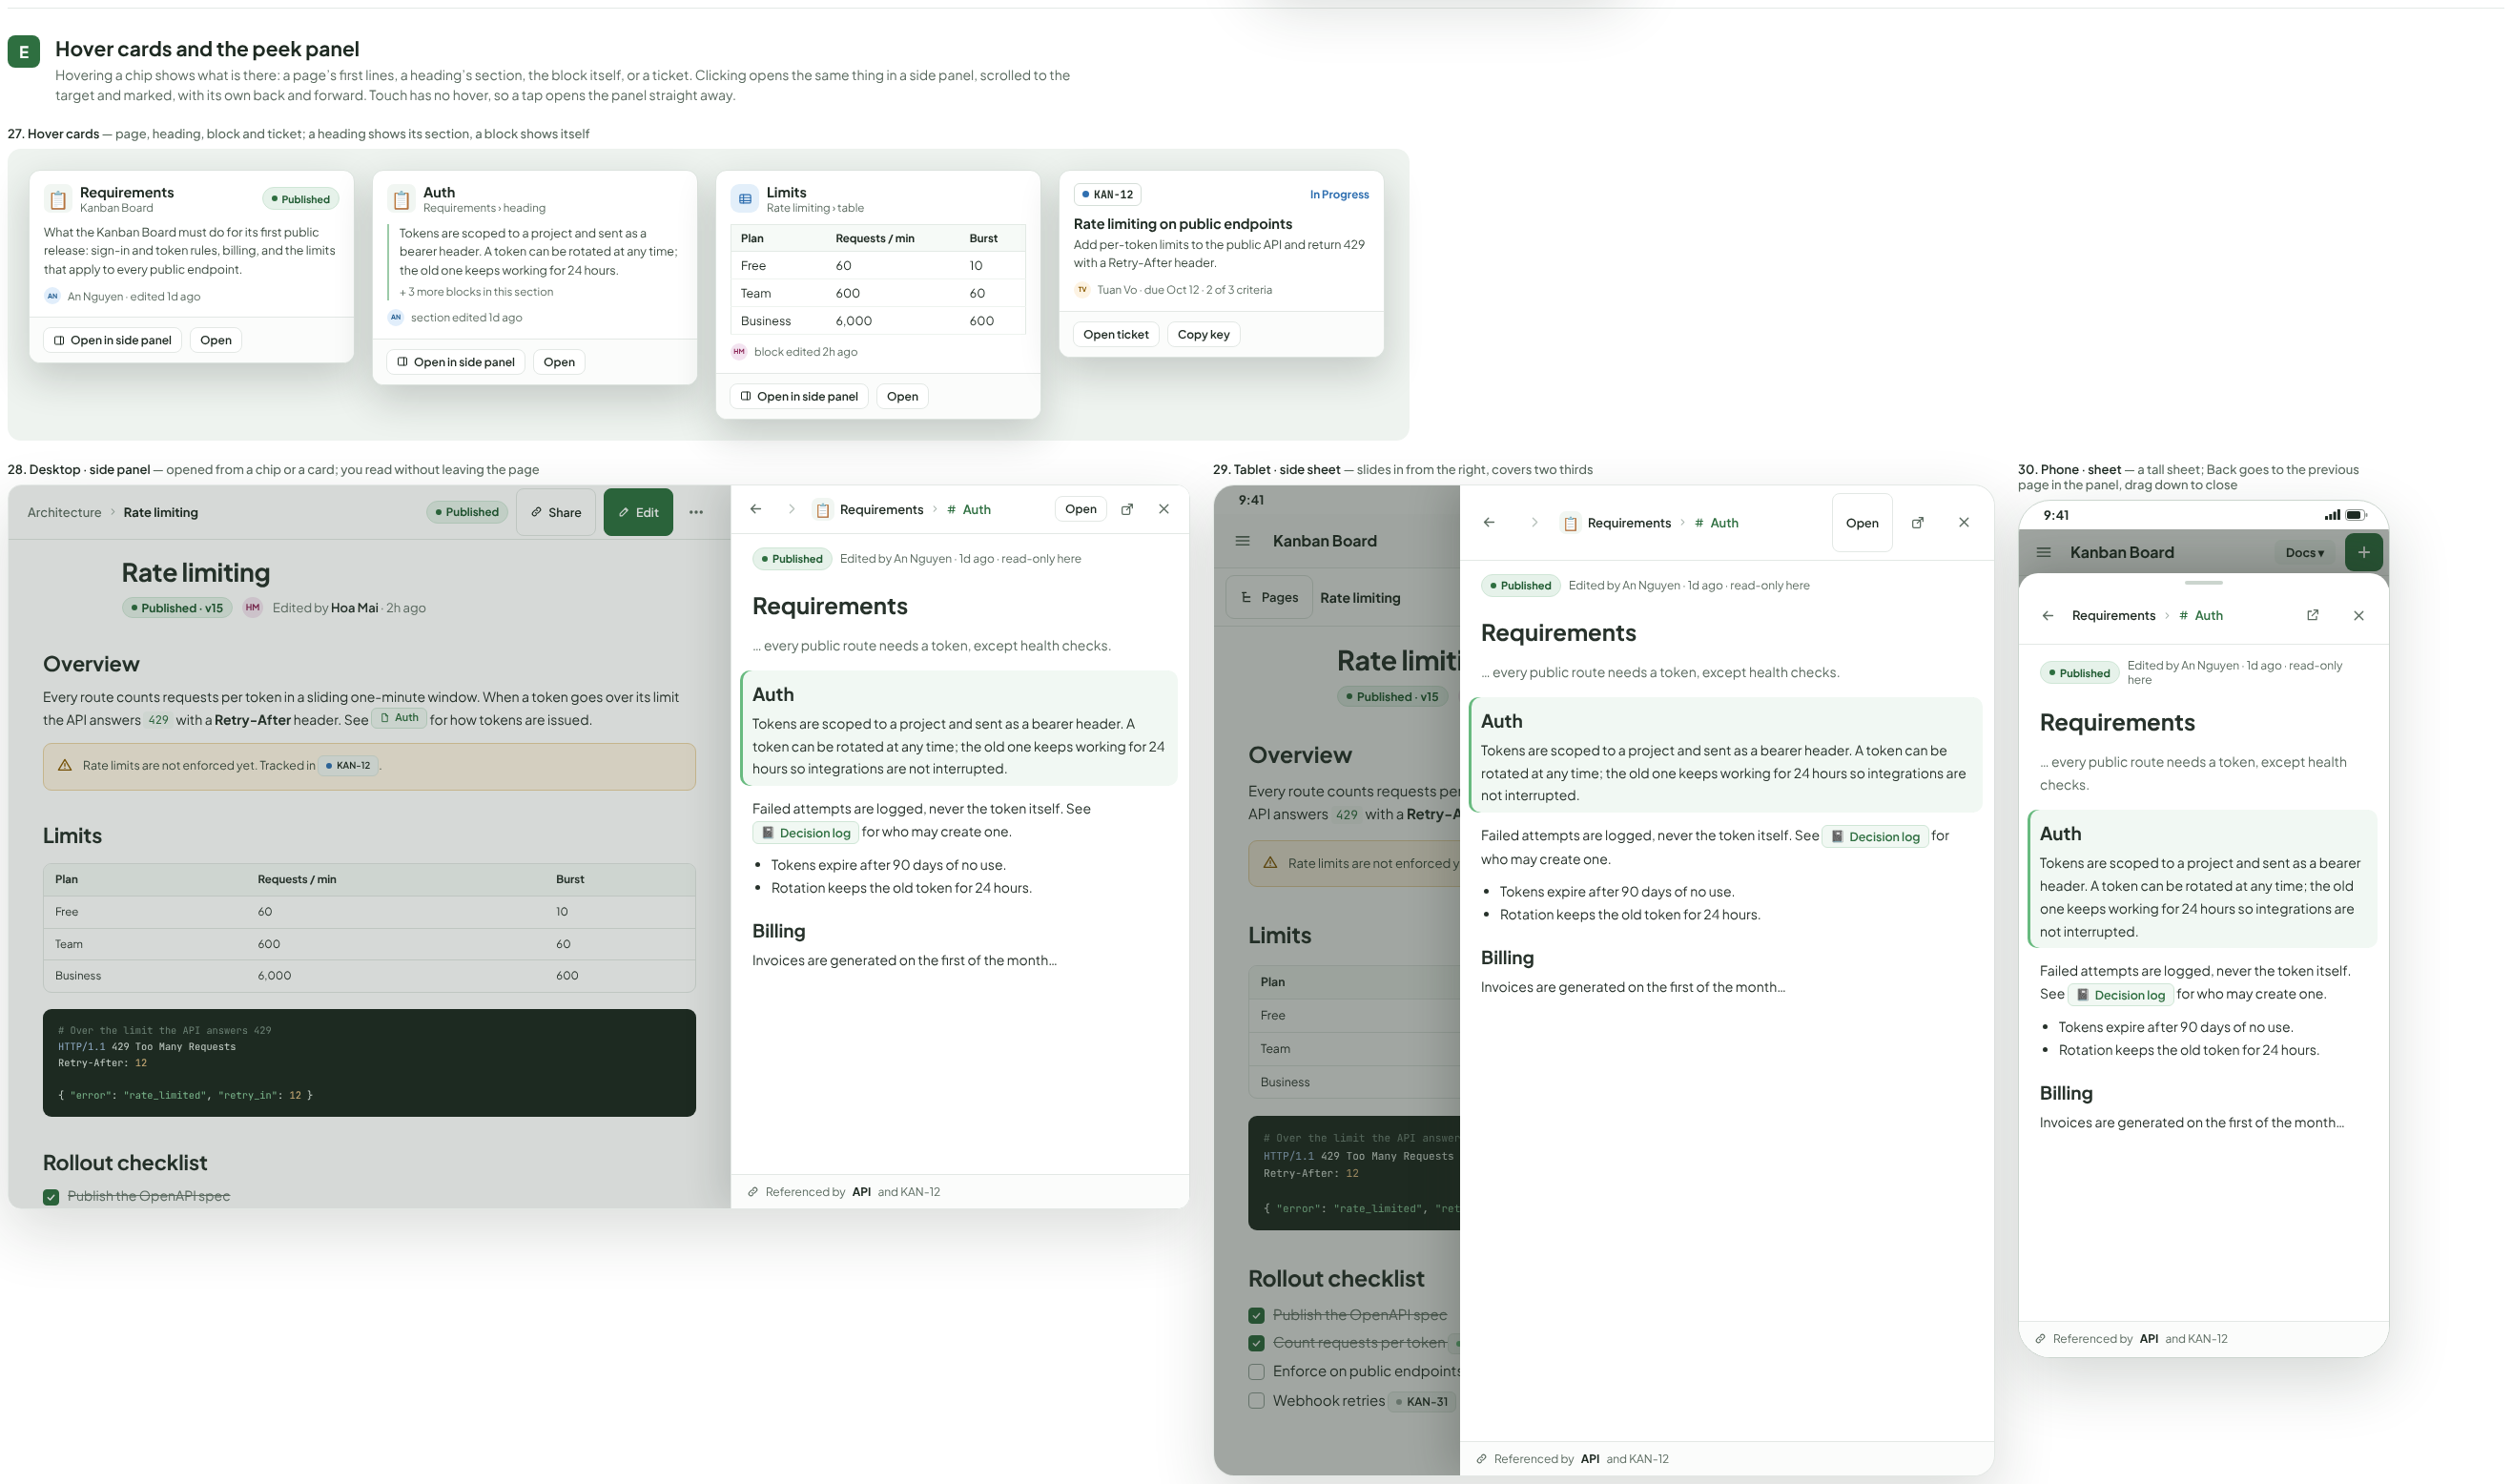 E
Hover cards and the peek panel
Hovering a chip shows what is there: a page's first lines, a heading's section, the block itself, or a ticket. Clicking opens the same thing in a side panel, scrolled to the
target and marked, with its own back and forward. Touch has no hover, so a tap opens the panel straight away.
27. Hover cards — page, heading, block and ticket; a heading shows its section, a block shows itself
Requirements
Kanban Board
Published
What the Kanban Board must do for its first public
release: sign-in and token rules, billing, and the limits
that apply to every public endpoint.
AN An Nguyen · edited 1d ago
Open in side panel
Open
Auth
Requirements › heading
Tokens are scoped to a project and sent as a
bearer header. A token can be rotated at any time;
the old one keeps working for 24 hours.
+ 3 more blocks in this section
AN section edited 1d ago
Open in side panel
Open
Limits
Rate limiting › table
Plan Requests / min Burst
Free 60 10
Team 600 60
Business 6,000 600
HM block edited 2h ago
Open in side panel
Open
KAN-12
In Progress
Rate limiting on public endpoints
Add per-token limits to the public API and return 429
with a Retry-After header.
TV Tuan Vo · due Oct 12 · 2 of 3 criteria
Open ticket
Copy key
28. Desktop · side panel — opened from a chip or a card; you read without leaving the page
Architecture › Rate limiting
Published
Share
Edit
Rate limiting
Published · v15 HM Edited by Hoa Mai · 2h ago
Overview
Every route counts requests per token in a sliding one-minute window. When a token goes over its limit
the API answers 429 with a Retry-After header. See Auth for how tokens are issued.
Rate limits are not enforced yet. Tracked in KAN-12.
Limits
Plan Requests / min Burst
Free 60 10
Team 600 60
Business 6,000 600
# Over the limit the API answers 429
HTTP/1.1 429 Too Many Requests
Retry-After: 12
{ "error": "rate_limited", "retry_in": 12 }
Rollout checklist
Publish the OpenAPI spec
Requirements › # Auth
Open
Published Edited by An Nguyen · 1d ago · read-only here
Requirements
… every public route needs a token, except health checks.
Auth
Tokens are scoped to a project and sent as a bearer header. A
token can be rotated at any time; the old one keeps working for 24
hours so integrations are not interrupted.
Failed attempts are logged, never the token itself. See
Decision log for who may create one.
• Tokens expire after 90 days of no use.
• Rotation keeps the old token for 24 hours.
Billing
Invoices are generated on the first of the month…
Referenced by API and KAN-12
29. Tablet · side sheet — slides in from the right, covers two thirds
9:41
Kanban Board
Pages
Rate limiting
Rate limiti
Published · v15
Overview
Every route counts requests per
API answers 429 with a Retry-A
Rate limits are not enforced y
Limits
Plan
Free
Team
Business
# Over the limit the API answer
HTTP/1.1 429 Too Many Requests
Retry-After: 12
{ "error": "rate_limited", "ret
Rollout checklist
Publish the OpenAPI spec
Count requests per token
Enforce on public endpoints
Webhook retries KAN-31
Requirements › # Auth
Open
Published Edited by An Nguyen · 1d ago · read-only here
Requirements
… every public route needs a token, except health checks.
Auth
Tokens are scoped to a project and sent as a bearer header. A token can be
rotated at any time; the old one keeps working for 24 hours so integrations are
not interrupted.
Failed attempts are logged, never the token itself. See Decision log for
who may create one.
• Tokens expire after 90 days of no use.
• Rotation keeps the old token for 24 hours.
Billing
Invoices are generated on the first of the month…
Referenced by API and KAN-12
30. Phone · sheet — a tall sheet; Back goes to the previous
page in the panel, drag down to close
9:41
Kanban Board
Docs ▾
+
Requirements › # Auth
Published Edited by An Nguyen · 1d ago · read-only
here
Requirements
… every public route needs a token, except health
checks.
Auth
Tokens are scoped to a project and sent as a bearer
header. A token can be rotated at any time; the old
one keeps working for 24 hours so integrations are
not interrupted.
Failed attempts are logged, never the token itself.
See Decision log for who may create one.
• Tokens expire after 90 days of no use.
• Rotation keeps the old token for 24 hours.
Billing
Invoices are generated on the first of the month…
Referenced by API and KAN-12